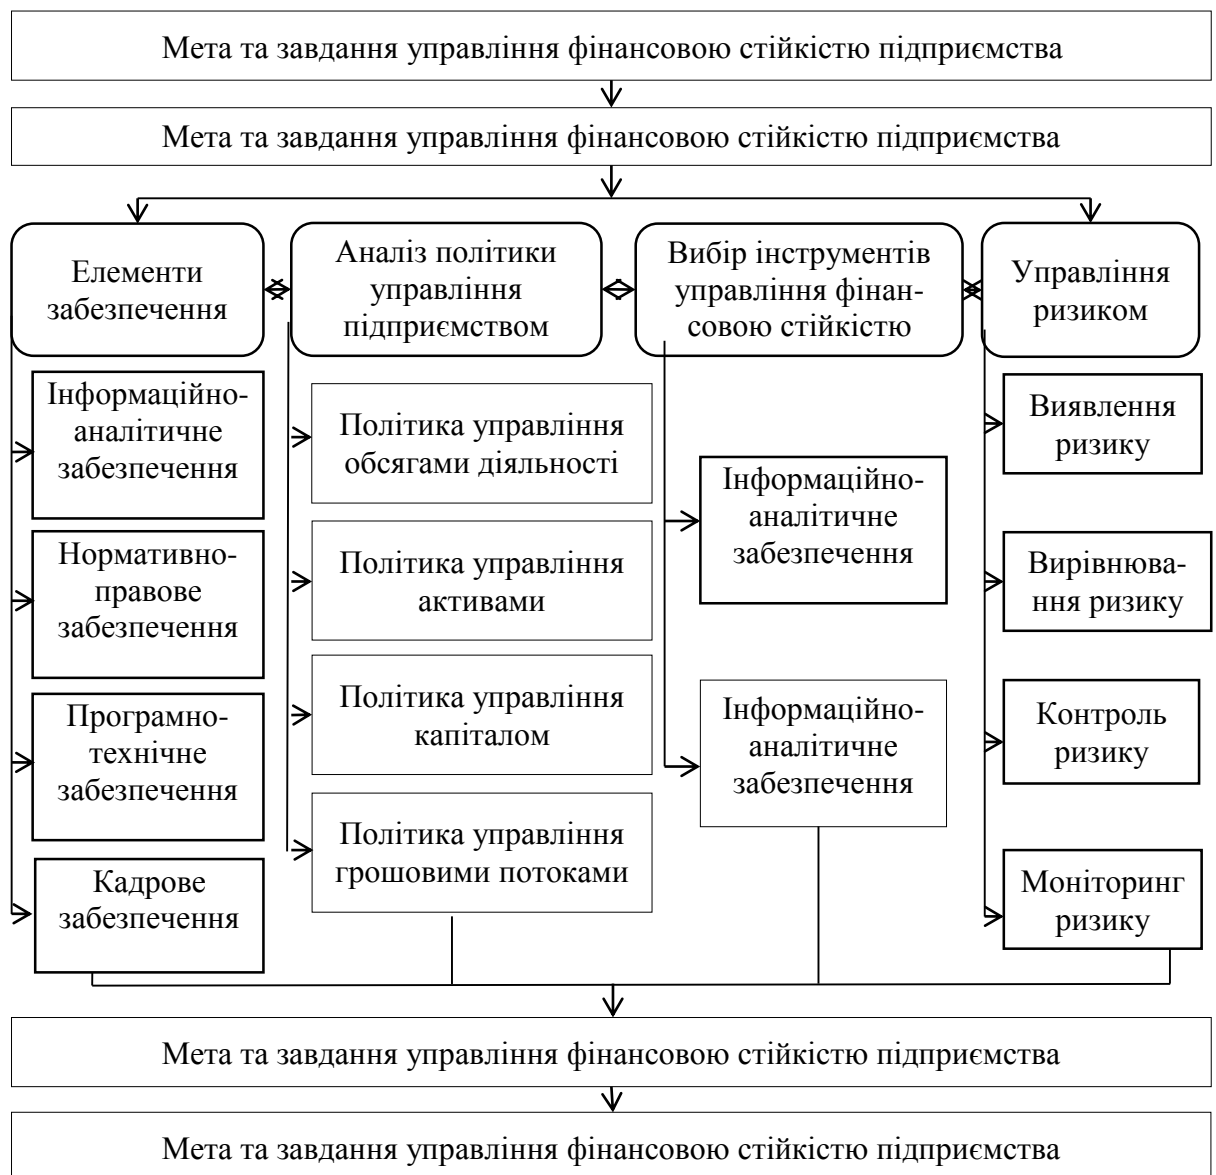 Мета та завдання управління фінансовою стійкістю підприємства
Мета та завдання управління фінансовою стійкістю підприємства
Елементи
забезпечення
Аналіз політики
управління
підприємством
Вибір інструментів
управління фінан-
совою стійкістю
Управління
ризиком
Інформаційно-
аналітичне
забезпечення
Нормативно-
правове
забезпечення
Програмно-
технічне
забезпечення
Кадрове
забезпечення
Політика управління
обсягами діяльності
Політика управління
активами
Політика управління
капіталом
Політика управління
грошовими потоками
Інформаційно-
аналітичне
забезпечення
Інформаційно-
аналітичне
забезпечення
Виявлення
ризику
Вирівнюва-
ння ризику
Контроль
ризику
Моніторинг
ризику
Мета та завдання управління фінансовою стійкістю підприємства
Мета та завдання управління фінансовою стійкістю підприємства